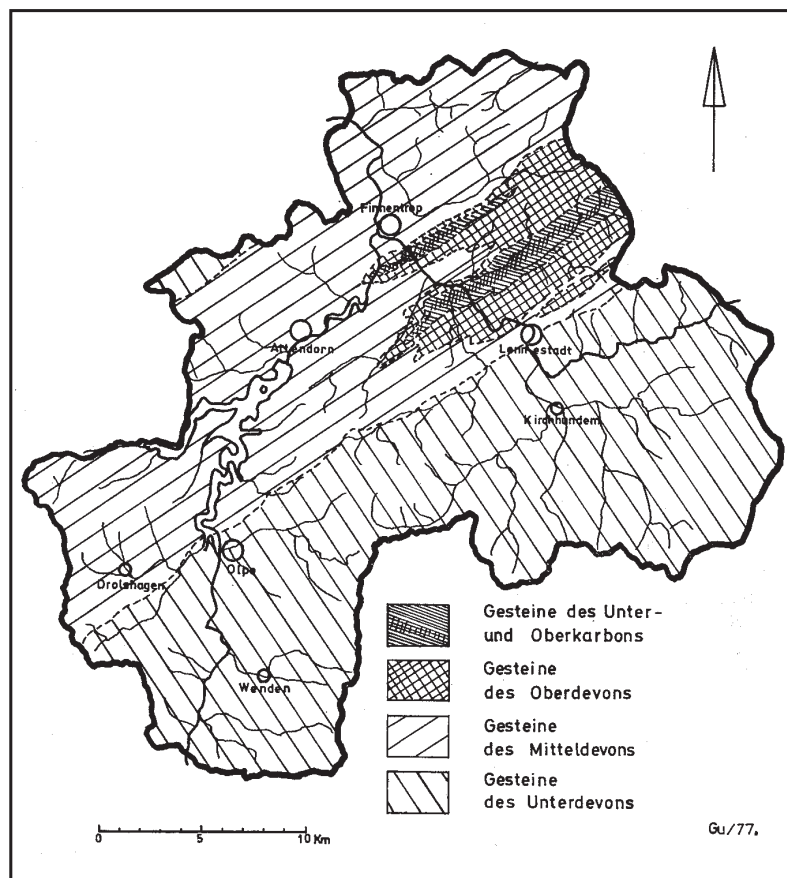 Finnentrop
Attendorn
Lennestadt
Kirchhundem
Olpe
Drolshagen
Wenden
Gesteine des Unter-
und Oberkarbons
Gesteine
des Oberdevons
Gesteine
des Mitteldevons
Gesteine
des Unterdevons
0 5 10 Km
Gu/77.